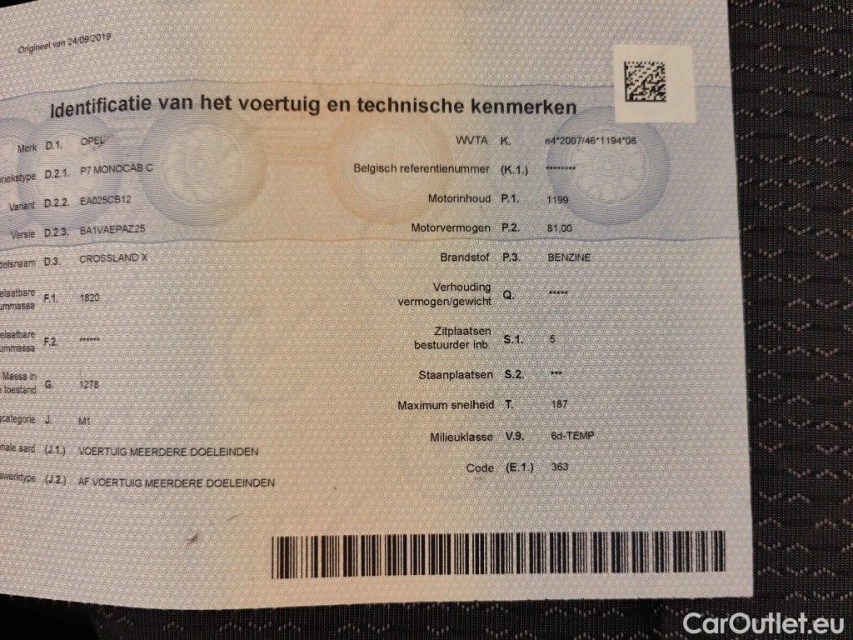 Origineel van 24/09/2019
Identificatie van het voertuig en technische kenmerken
Merk D.1. OPEL
D.2.1. P7 MONOCAB C
Variant D.2.2. EA025CB12
Versie D.2.3. BA1VAEPAZ25
D.3. CROSSLAND X
F.1. 1820
F.2. ******
Massa in
toestand G. 1278
J. M1
aard (J.1.) VOERTUIG MEERDERE DOELEINDEN
(J.2.) AF VOERTUIG MEERDERE DOELEINDEN
WVTA K. e4*2007/46*1194*08
Belgisch referentienummer (K.1.) ********
Motorinhoud P.1. 1199
Motorvermogen P.2. 81,00
Brandstof P.3. BENZINE
Verhouding
vermogen/gewicht Q. *****
Zitplaatsen
bestuurder inb. S.1. 5
Staanplaatsen S.2. ***
Maximum snelheid T. 187
Milieuklasse V.9. 6d-TEMP
Code (E.1.) 363
CarOutlet.eu